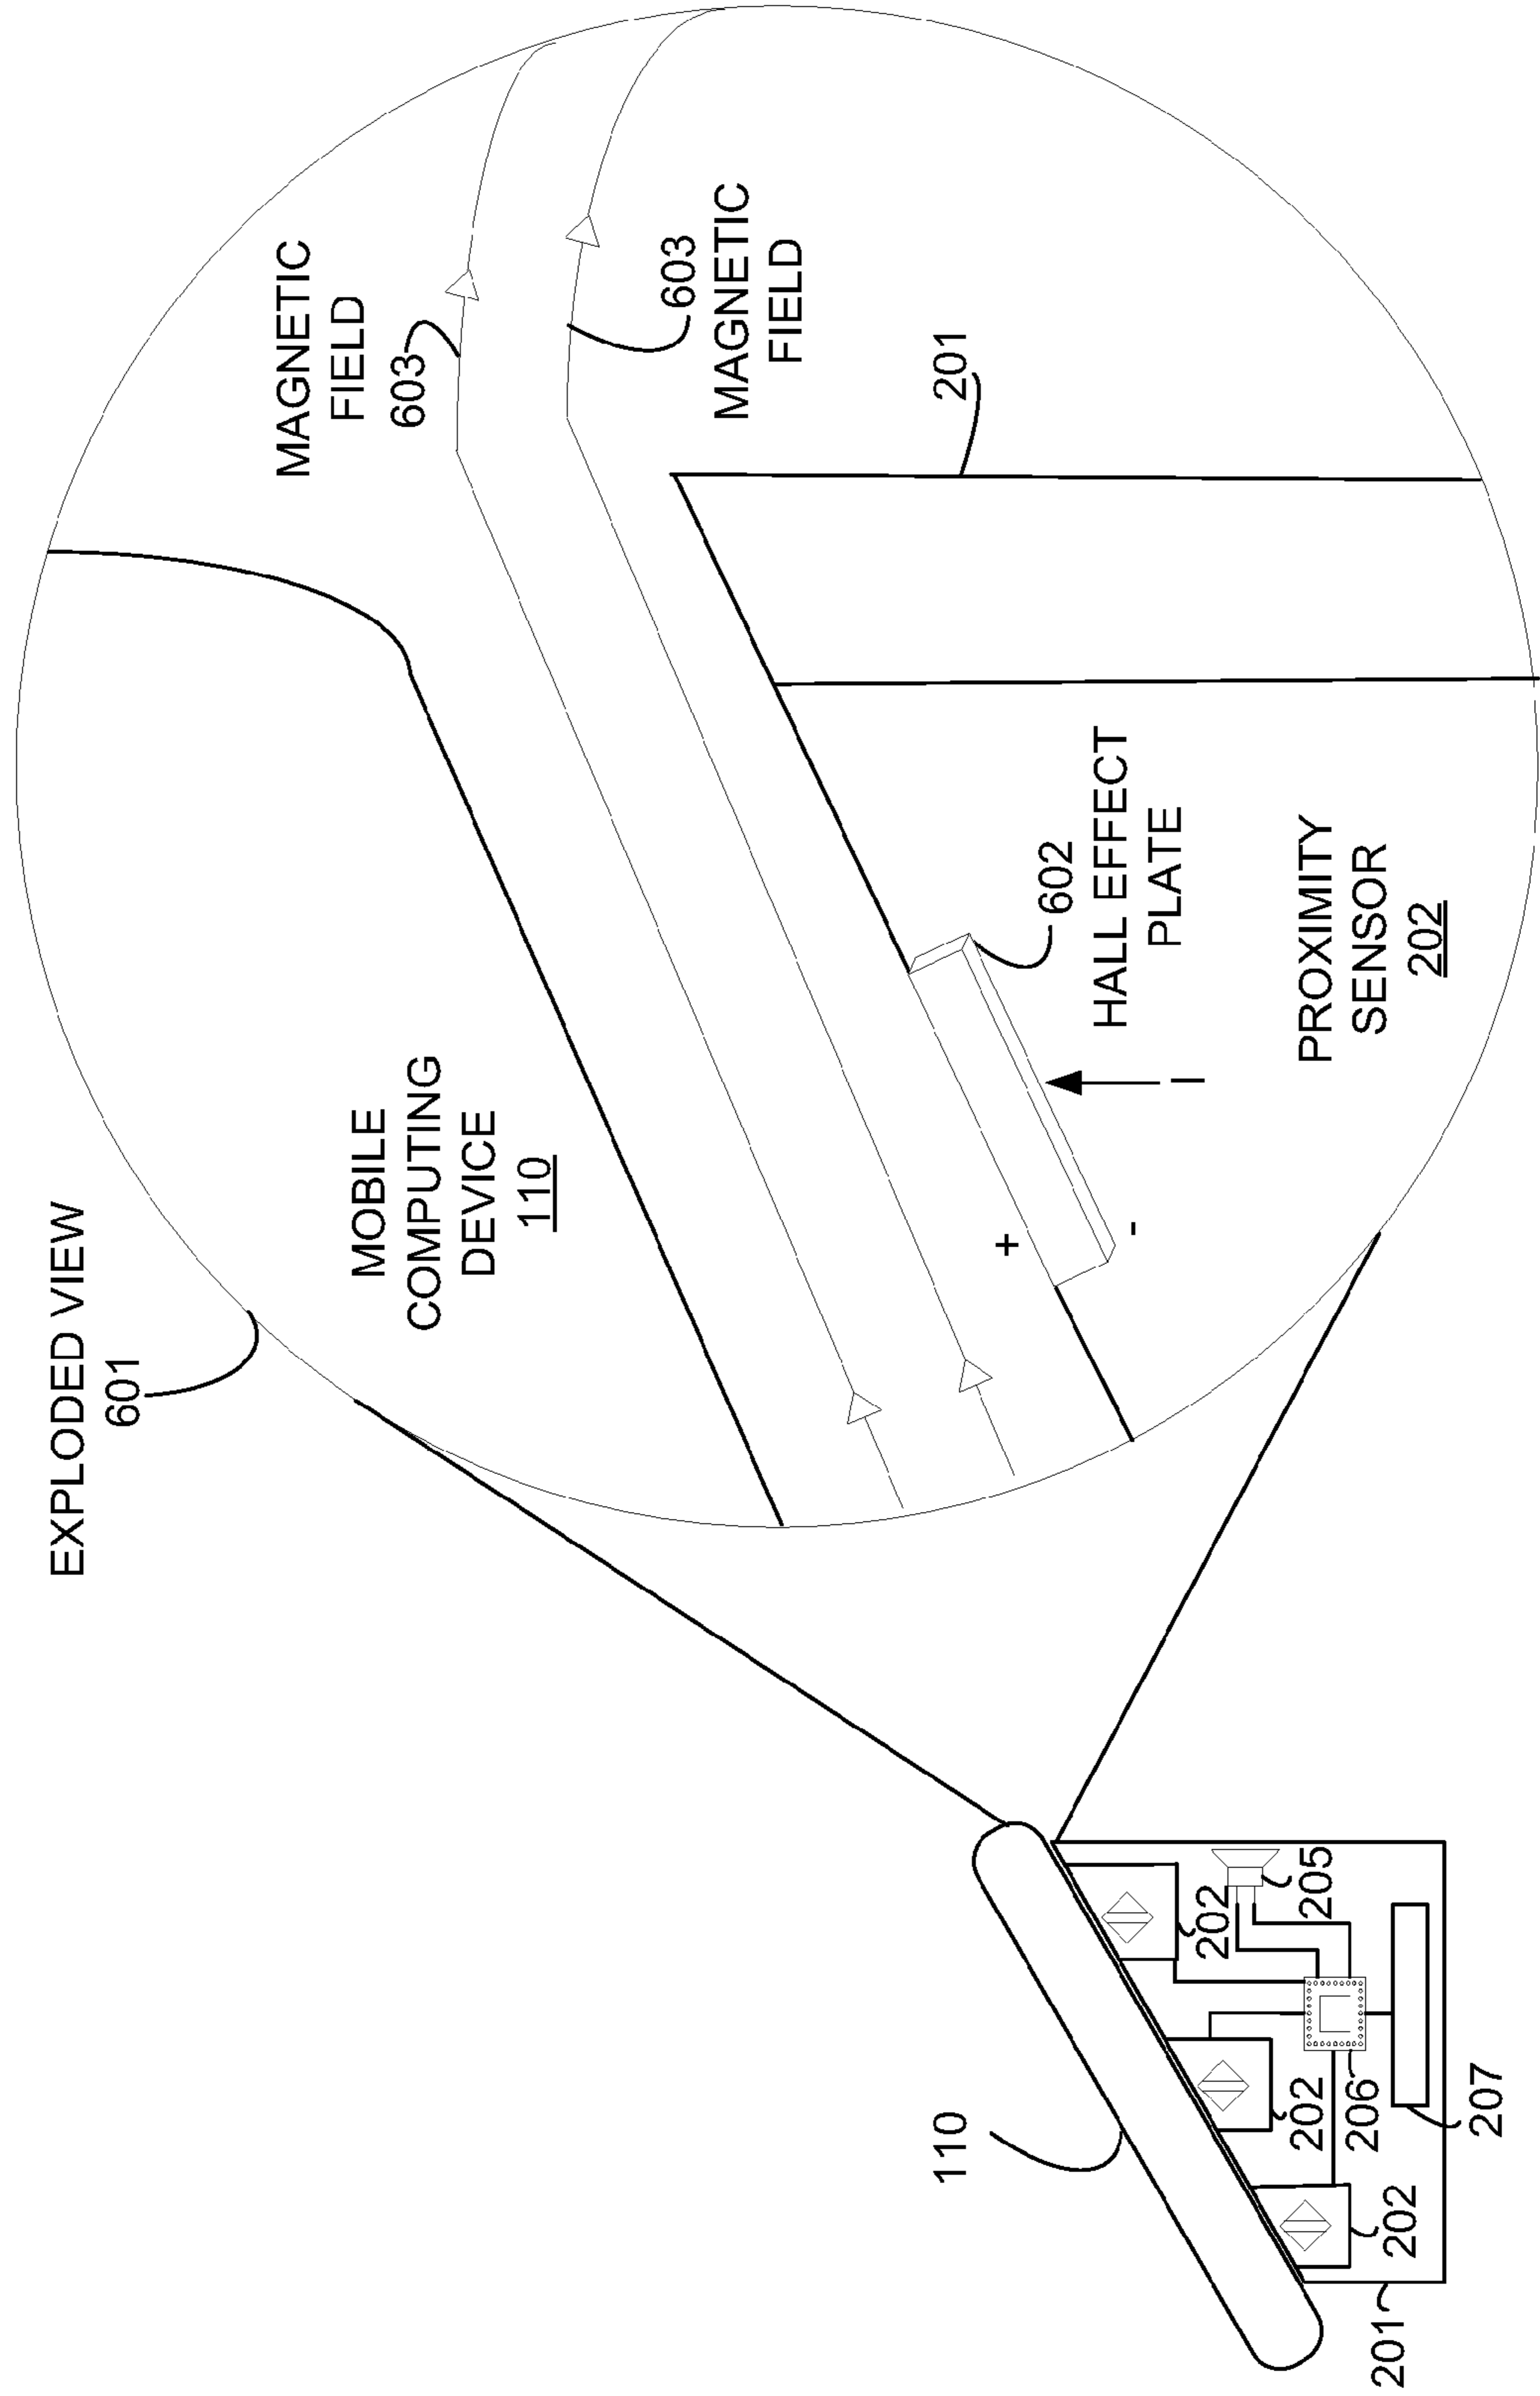 EXPLODED VIEW
601
MAGNETIC
FIELD
603
603
MAGNETIC
FIELD
201
MOBILE
COMPUTING
DEVICE
110
602
HALL EFFECT
PLATE
+
-
I
PROXIMITY
SENSOR
202
110
202
205
202
206
202
207
201